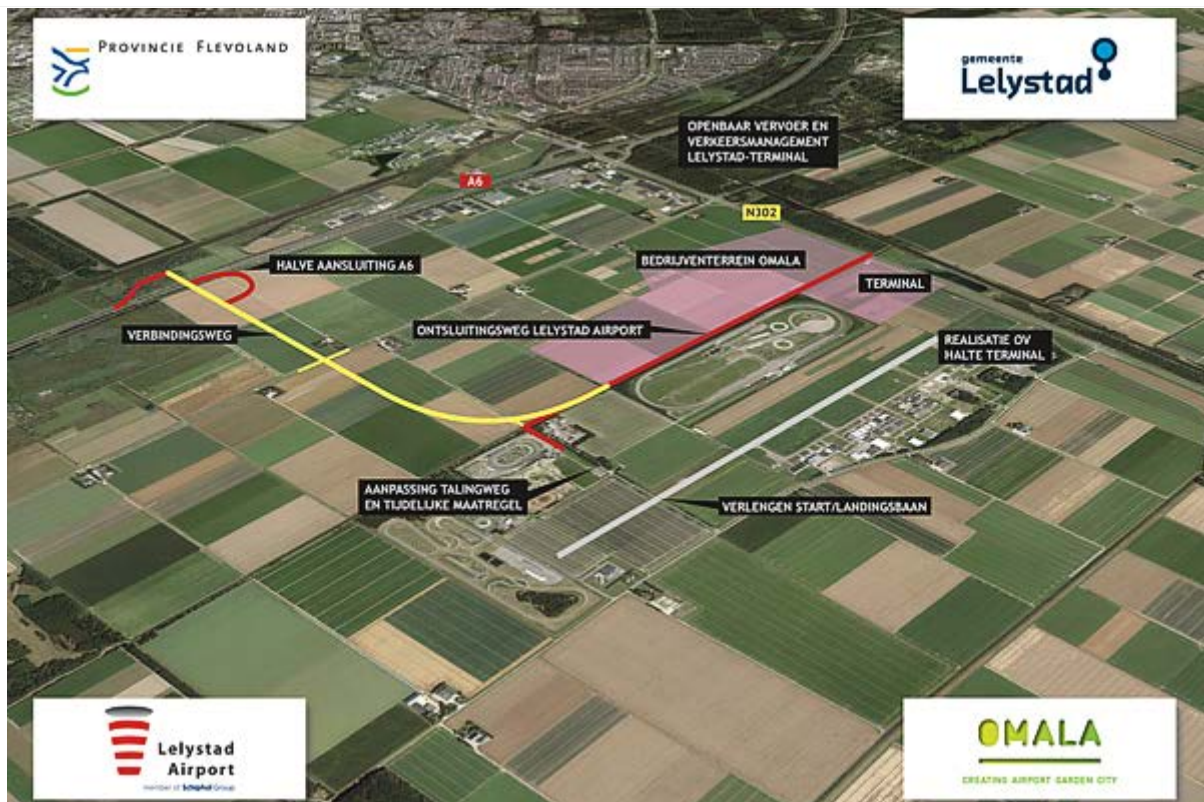 PROVINCIE FLEVOLAND
gemeente
Lelystad
OPENBAAR VERVOER EN
VERKEERSMANAGEMENT
LELYSTAD-TERMINAL
A6
N302
HALVE AANSLUITING A6
BEDRIJVENTERREIN OMALA
TERMINAL
VERBINDINGSWEG
ONTSLUITINGSWEG LELYSTAD AIRPORT
REALISATIE OV
HALTE TERMINAL
AANPASSING TALINGWEG
EN TIJDELIJKE MAATREGEL
VERLENGEN START/LANDINGSBAAN
Lelystad
Airport
member of Schiphol Group
OMALA
CREATING AIRPORT GARDEN CITY